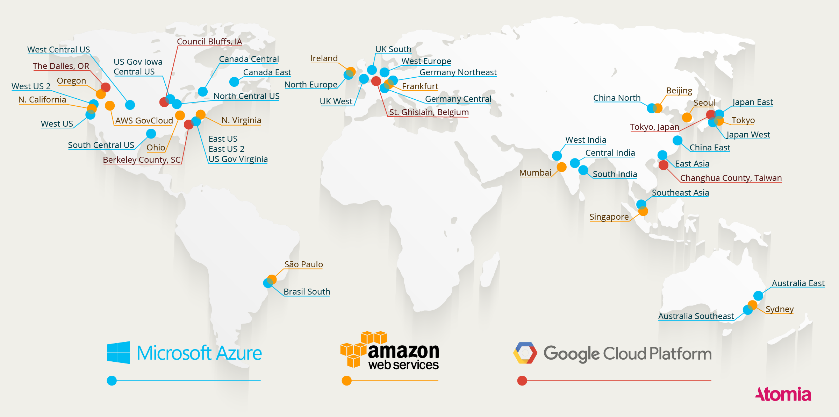 West Central US
The Dalles, OR
Oregon
West US 2
N. California
West US
US Gov Iowa
Central US
Council Bluffs, IA
Canada Central
Canada East
North Central US
AWS GovCloud
N. Virginia
South Central US
Ohio
Berkeley County, SC
East US
East US 2
US Gov Virginia
Ireland
North Europe
UK South
UK West
West Europe
Germany Northeast
Frankfurt
Germany Central
St. Ghislain, Belgium
China North
Beijing
Seoul
Japan East
Tokyo
Tokyo, Japan
Japan West
China East
West India
Central India
South India
Mumbai
East Asia
Changhua County, Taiwan
Southeast Asia
Singapore
São Paulo
Brasil South
Australia East
Sydney
Australia Southeast
Microsoft Azure
amazon
web services
Google Cloud Platform
Atomia